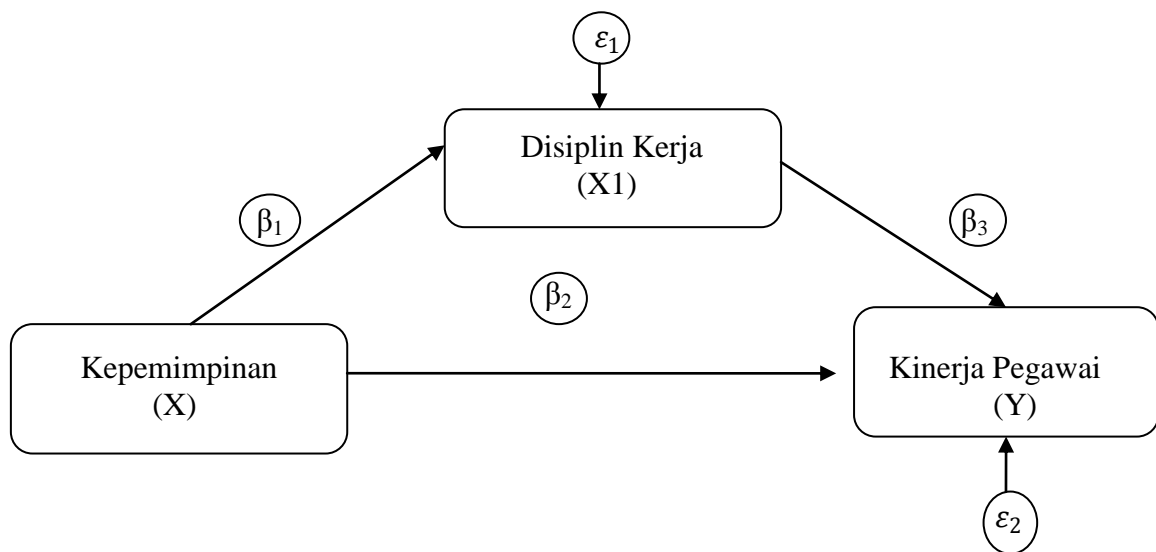 ε₁
Disiplin Kerja
(X1)
β₁
β₃
β₂
Kepemimpinan
(X)
Kinerja Pegawai
(Y)
ε₂